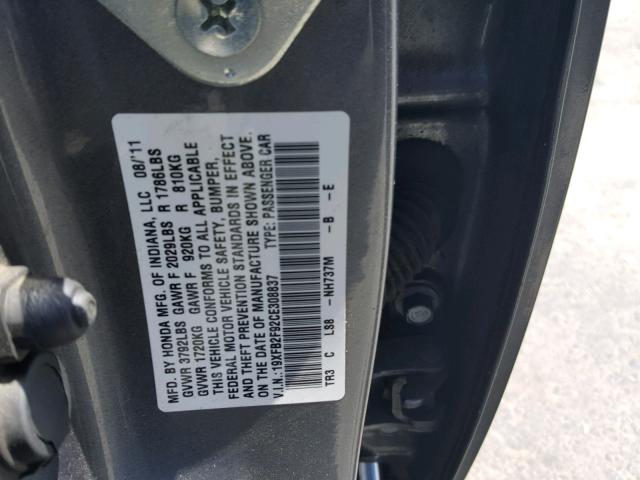 MFD. BY HONDA MFG. OF INDIANA, LLC 08/'11
GVWR 3792LBS GAWR F 2029LBS R 1786LBS
GVWR 1720KG GAWR F 920KG R 810KG
THIS VEHICLE CONFORMS TO ALL APPLICABLE
FEDERAL MOTOR VEHICLE SAFETY, BUMPER,
AND THEFT PREVENTION STANDARDS IN EFFECT
ON THE DATE OF MANUFACTURE SHOWN ABOVE.
V.I.N.:19XFB2F92CE308837 TYPE: PASSENGER CAR
TR3 C LS8 -NH737M -B -E